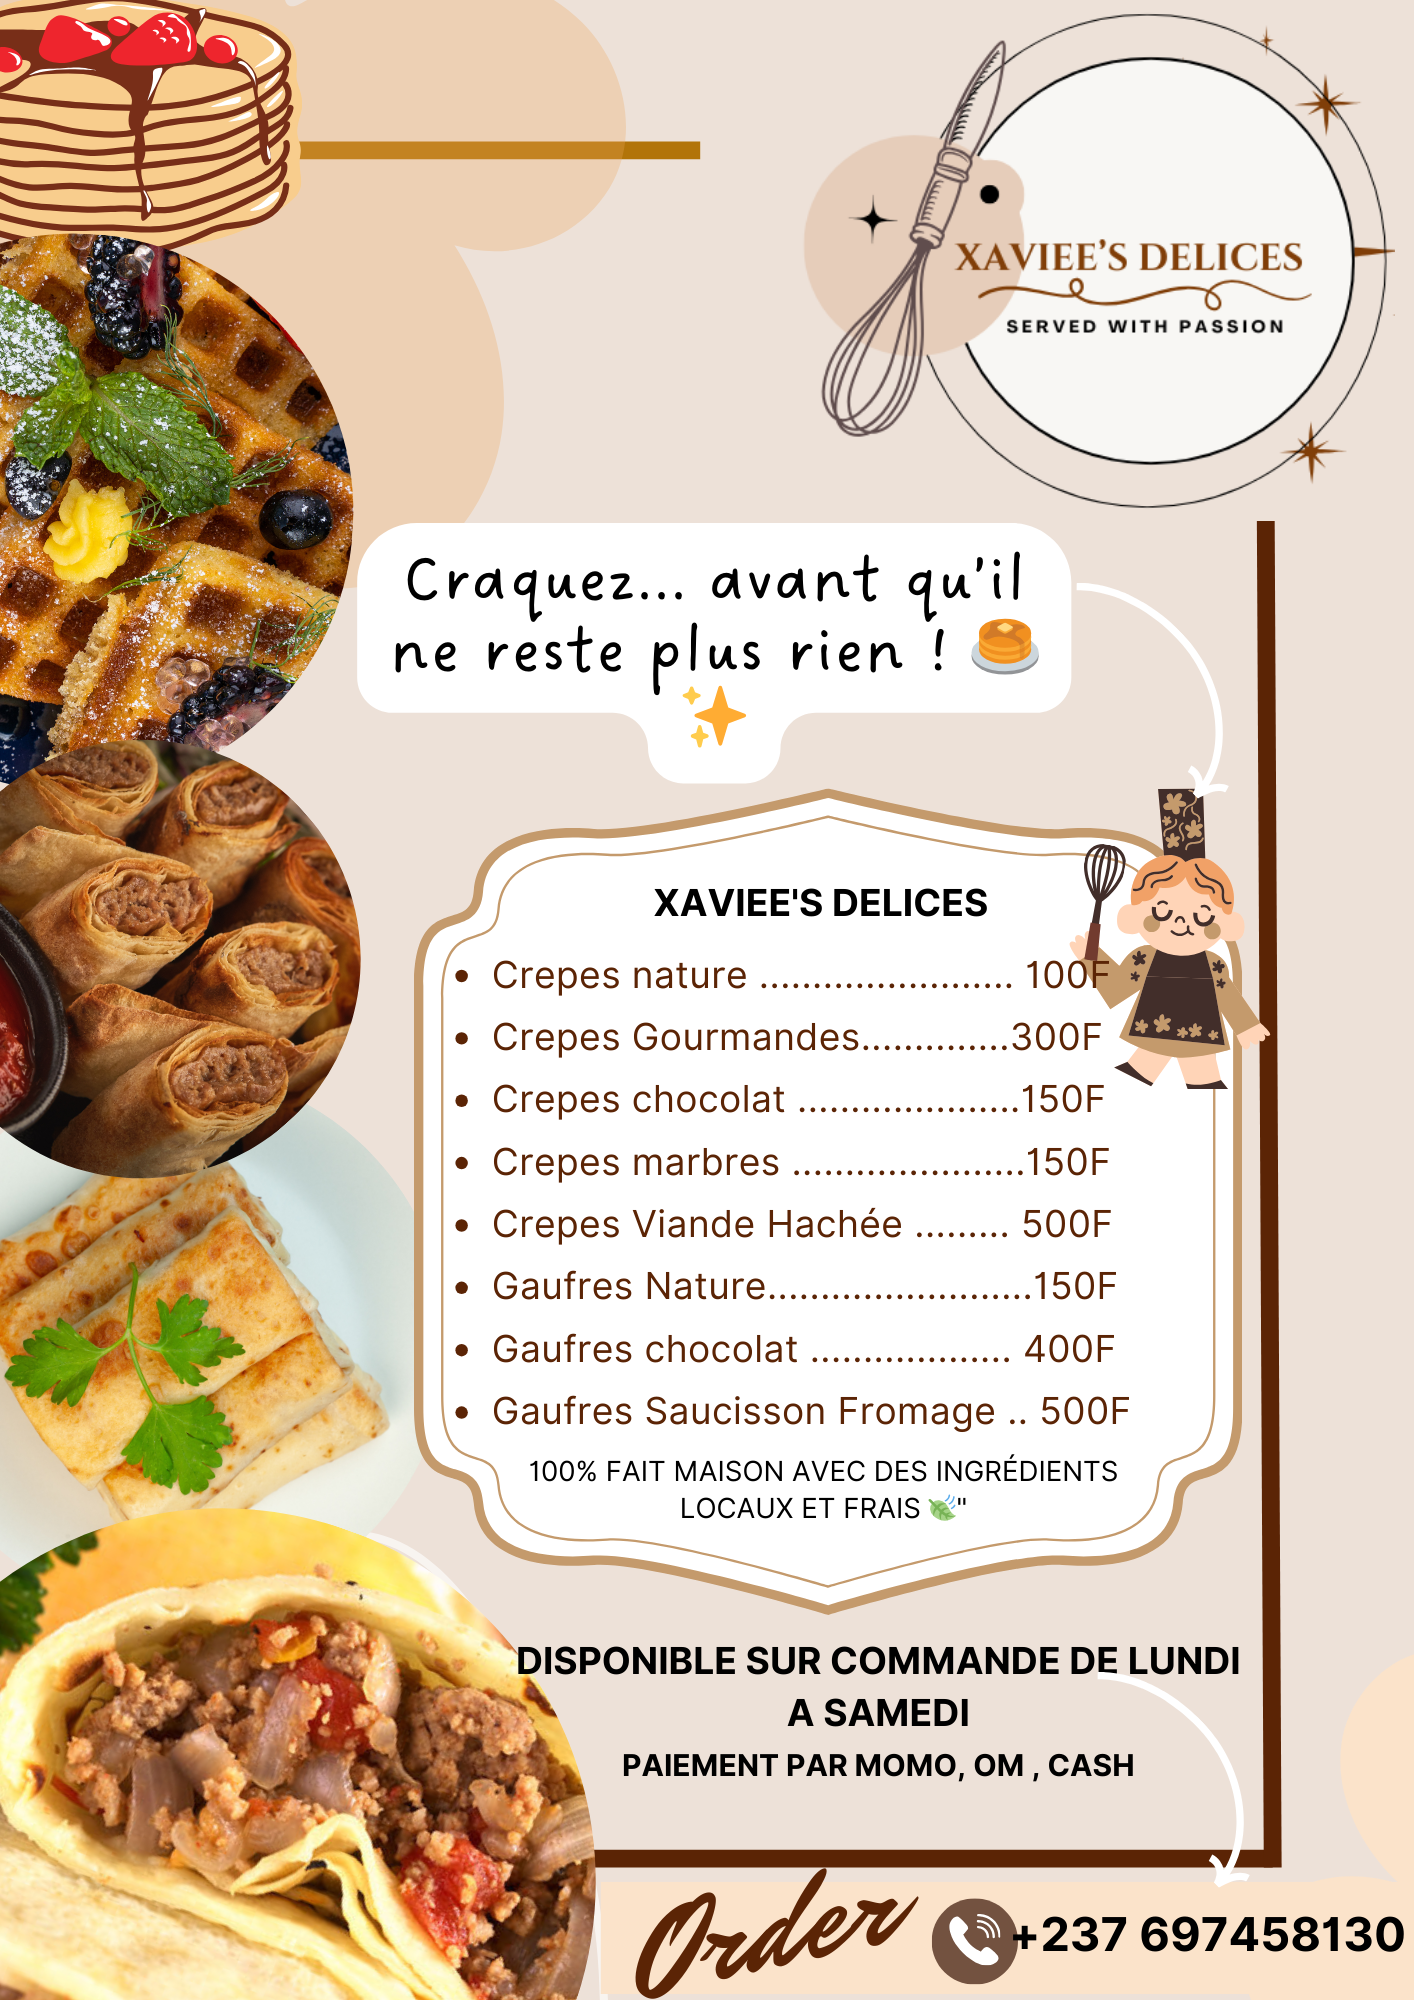 XAVIEE'S DELICES
SERVED WITH PASSION
Craquez... avant qu'il
ne reste plus rien ! 🥞
✨
XAVIEE'S DELICES
• Crepes nature ........................ 100F
• Crepes Gourmandes..............300F
• Crepes chocolat .....................150F
• Crepes marbres ......................150F
• Crepes Viande Hachée ......... 500F
• Gaufres Nature.........................150F
• Gaufres chocolat ................... 400F
• Gaufres Saucisson Fromage .. 500F
100% FAIT MAISON AVEC DES INGRÉDIENTS
LOCAUX ET FRAIS 🍃"
DISPONIBLE SUR COMMANDE DE LUNDI
A SAMEDI
PAIEMENT PAR MOMO, OM , CASH
Order
+237 697458130